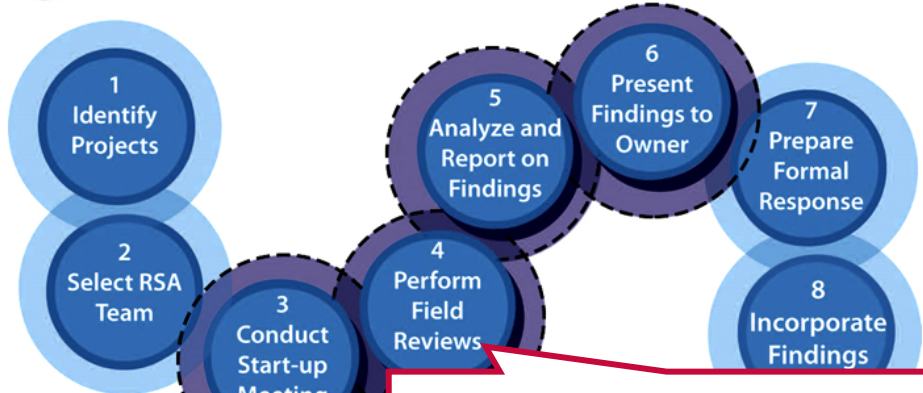 1
Identify
Projects
2
Select RSA
Team
3
Conduct
Start-up
Meeting
4
Perform
Field
Reviews
5
Analyze and
Report on
Findings
6
Present
Findings to
Owner
7
Prepare
Formal
Response
8
Incorporate
Findings